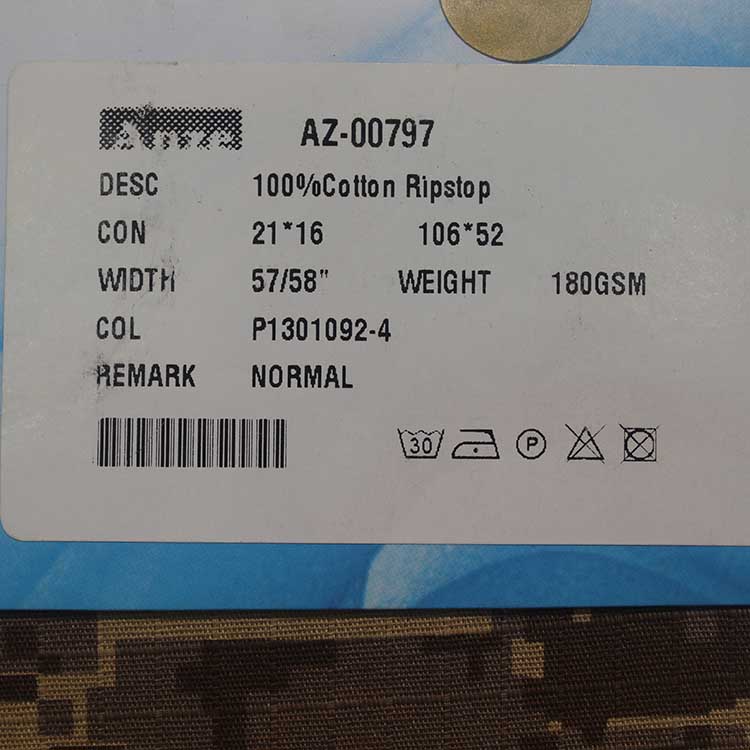 Anze AZ-00797
DESC 100%Cotton Ripstop
CON 21*16 106*52
WIDTH 57/58" WEIGHT 180GSM
COL P1301092-4
REMARK NORMAL
30 P